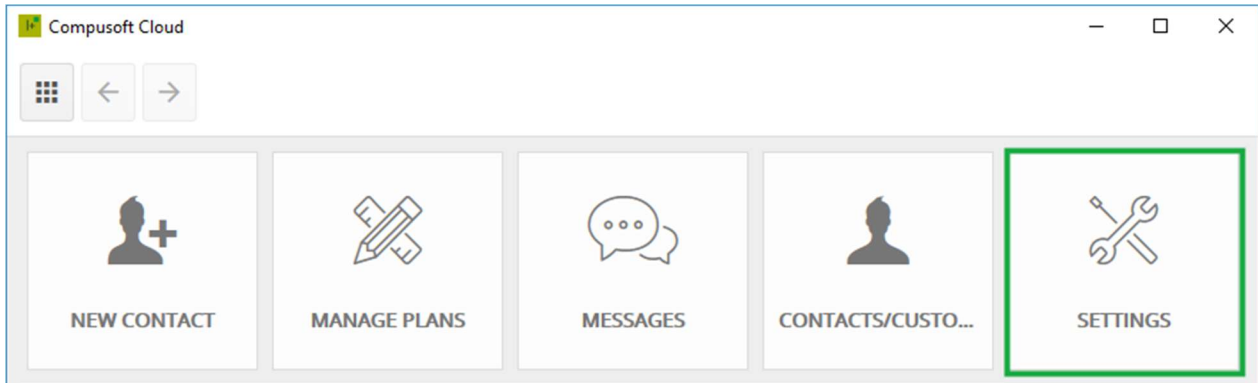 Compusoft Cloud
NEW CONTACT
MANAGE PLANS
MESSAGES
CONTACTS/CUSTO...
SETTINGS